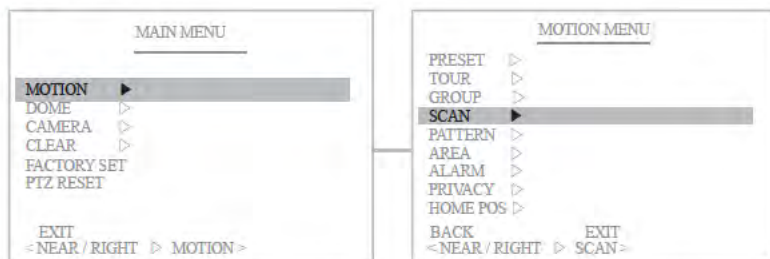 MAIN MENU
MOTION ▶
DOME ▷
CAMERA ▷
CLEAR ▷
FACTORY SET
PTZ RESET
EXIT
<NEAR / RIGHT ▷ MOTION>
MOTION MENU
PRESET ▷
TOUR ▷
GROUP ▷
SCAN ▶
PATTERN ▷
AREA ▷
ALARM ▷
PRIVACY ▷
HOME POS ▷
BACK EXIT
<NEAR / RIGHT ▷ SCAN>